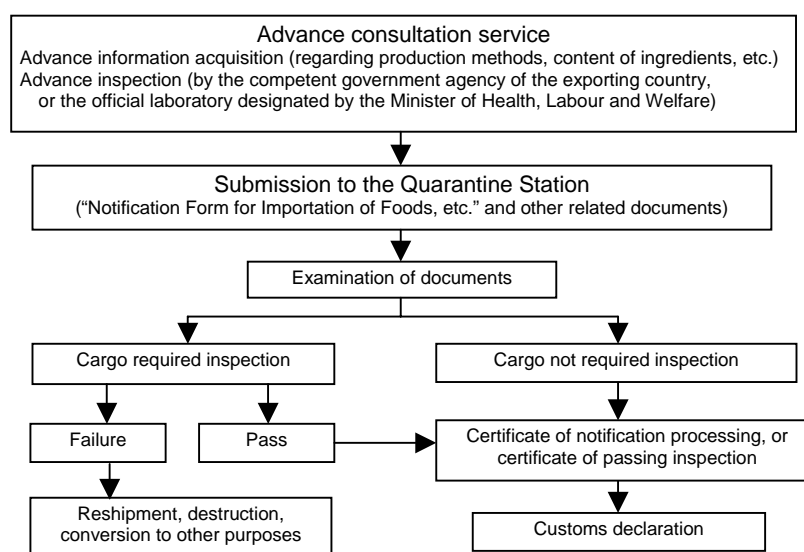 Advance consultation service
Advance information acquisition (regarding production methods, content of ingredients, etc.)
Advance inspection (by the competent government agency of the exporting country,
or the official laboratory designated by the Minister of Health, Labour and Welfare)
Submission to the Quarantine Station
(“Notification Form for Importation of Foods, etc.” and other related documents)
Examination of documents
Cargo required inspection
Cargo not required inspection
Failure
Pass
Certificate of notification processing, or
certificate of passing inspection
Reshipment, destruction,
conversion to other purposes
Customs declaration